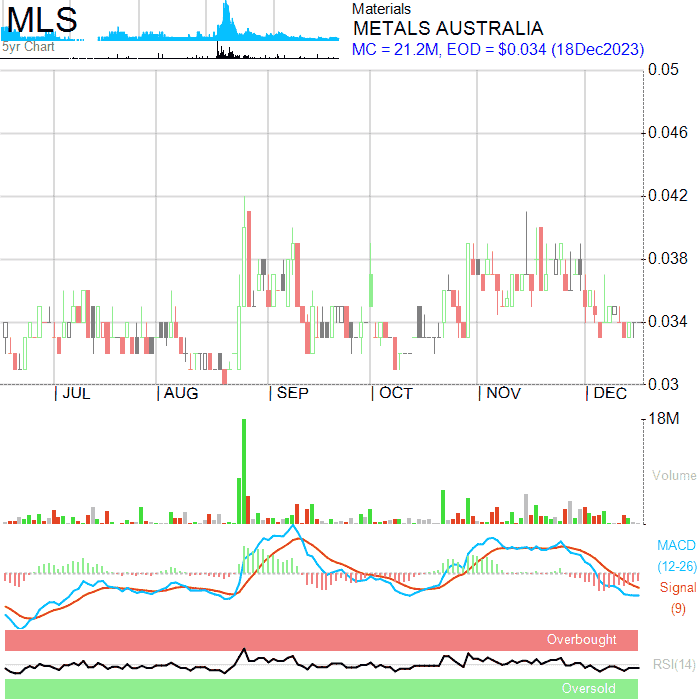 MLS
5yr Chart
Materials
METALS AUSTRALIA
MC = 21.2M, EOD = $0.034 (18Dec2023)
0.05
0.046
0.042
0.038
0.034
0.03
JUL
AUG
SEP
OCT
NOV
DEC
18M
Volume
MACD
(12-26)
Signal
(9)
Overbought
RSI(14)
Oversold